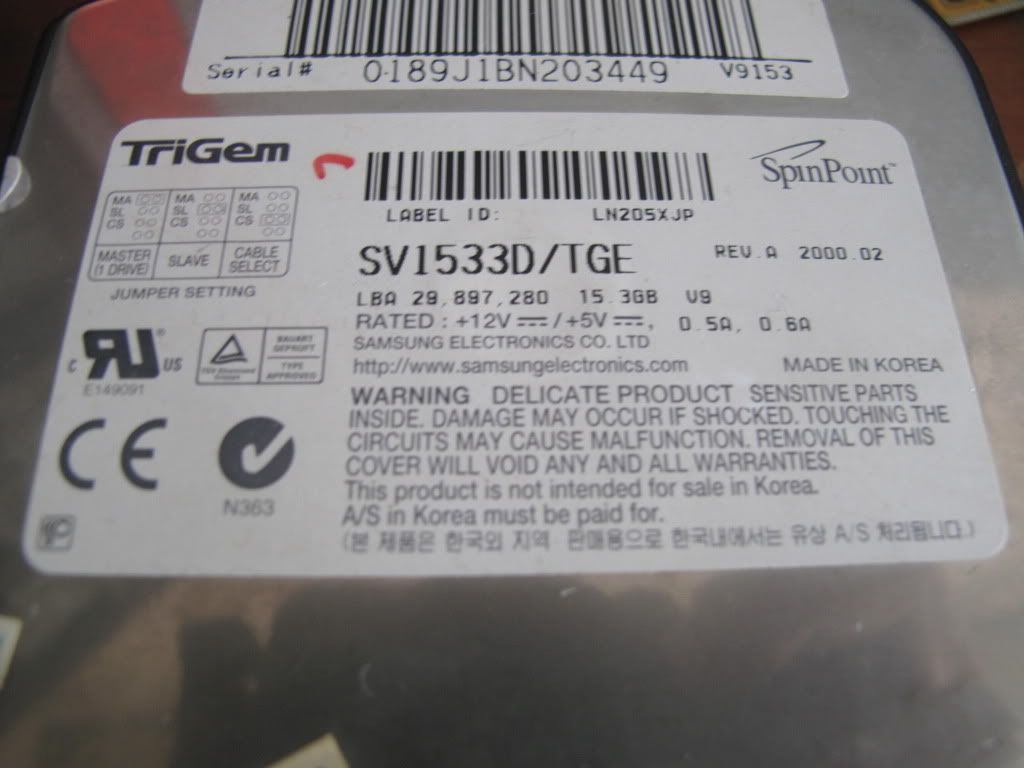 Serial# 0189J1BN203449 V9153
TriGem
SpinPoint™
LABEL ID: LN205XJP
MA MA MA
SL SL SL
CS CS CS
MASTER (1 DRIVE) SLAVE CABLE SELECT
JUMPER SETTING
SV1533D/TGE REV.A 2000.02
LBA 29,897,280 15.3GB V9
RATED : +12V ⎓ / +5V ⎓, 0.5A, 0.6A
SAMSUNG ELECTRONICS CO. LTD
http://www.samsungelectronics.com MADE IN KOREA
c RU ® US
E149091
BAUART GEPRÜFT
TYPE APPROVED
CE
N363
WARNING DELICATE PRODUCT SENSITIVE PARTS
INSIDE. DAMAGE MAY OCCUR IF SHOCKED. TOUCHING THE
CIRCUITS MAY CAUSE MALFUNCTION. REMOVAL OF THIS
COVER WILL VOID ANY AND ALL WARRANTIES.
This product is not intended for sale in Korea.
A/S in Korea must be paid for.
(본 제품은 한국외 지역 판매용으로 한국내에서는 유상 A/S 처리됩니다.)